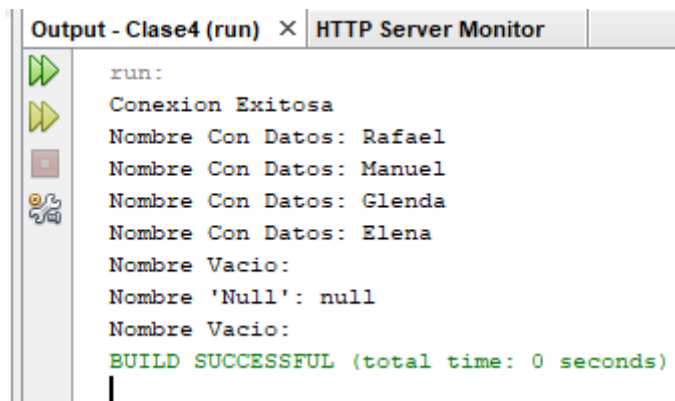 Output - Clase4 (run) × HTTP Server Monitor
run:
Conexion Exitosa
Nombre Con Datos: Rafael
Nombre Con Datos: Manuel
Nombre Con Datos: Glenda
Nombre Con Datos: Elena
Nombre Vacio:
Nombre 'Null': null
Nombre Vacio:
BUILD SUCCESSFUL (total time: 0 seconds)